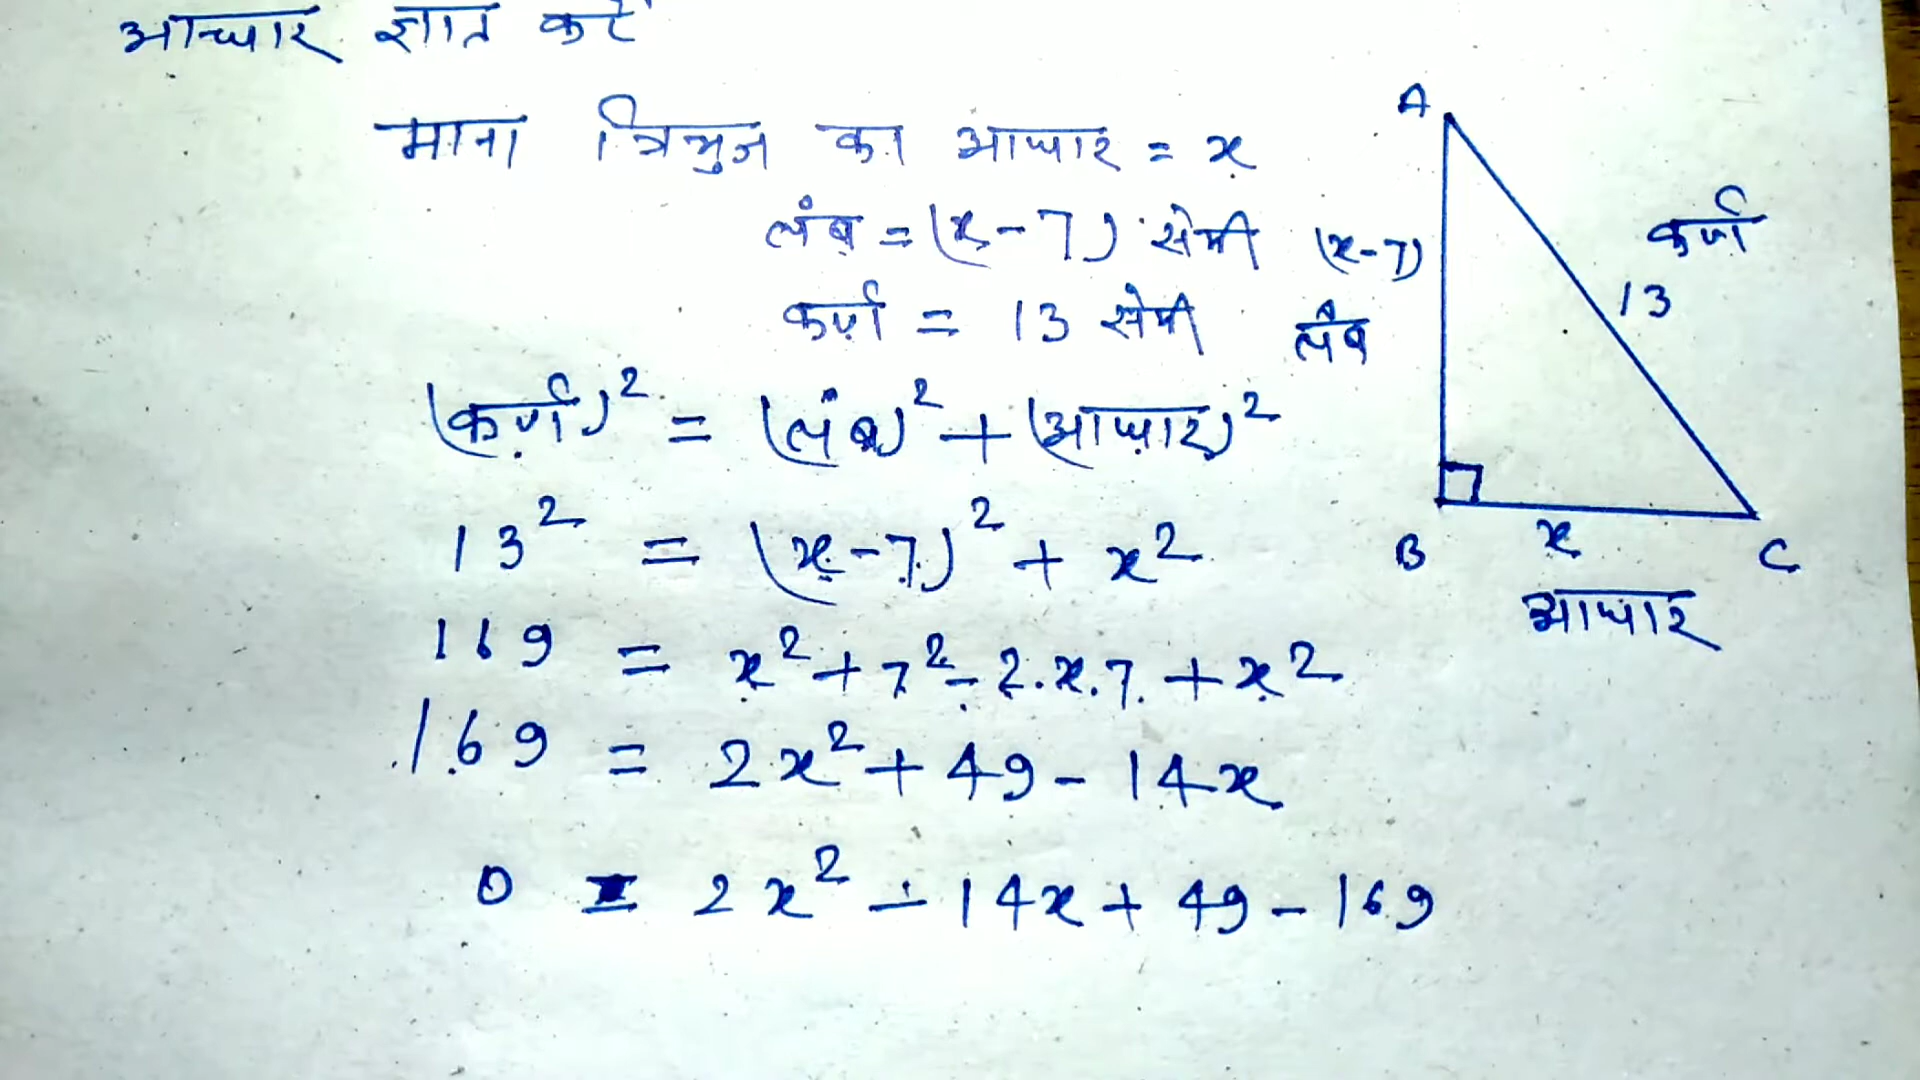 आधार ज्ञात करें
माना त्रिभुज का आधार = x
लंब = (x-7) सेमी
कर्ण = 13 सेमी
(कर्ण)² = (लंब)² + (आधार)²
13² = (x-7)² + x²
169 = x² + 7² - 2.x.7 + x²
169 = 2x² + 49 - 14x
0 = 2x² - 14x + 49 - 169
A
कर्ण
(x-7)
13
लंब
B
x
C
आधार